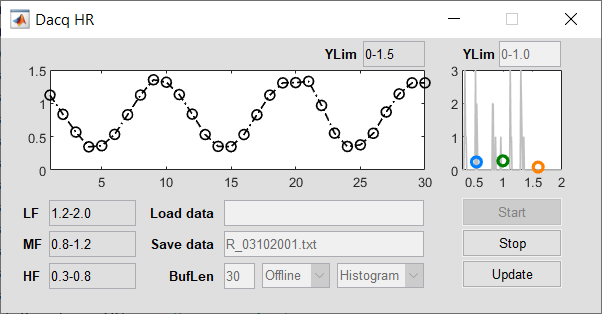 Dacq HR
YLim 0-1.5 YLim 0-1.0
1.5
1
0.5
0
5 10 15 20 25 30
3
2
1
0
0.5 1 1.5 2
LF 1.2-2.0 Load data Start
MF 0.8-1.2 Save data R_03102001.txt Stop
HF 0.3-0.8 BufLen 30 Offline Histogram Update